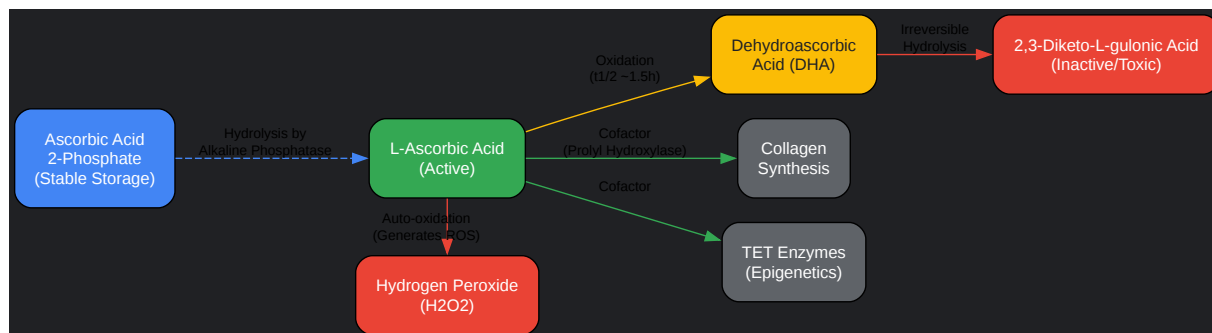 Ascorbic Acid
2-Phosphate
(Stable Storage)
Hydrolysis by
Alkaline Phosphatase
L-Ascorbic Acid
(Active)
Oxidation
(t1/2 ~1.5h)
Dehydroascorbic
Acid (DHA)
Irreversible
Hydrolysis
2,3-Diketo-L-gulonic Acid
(Inactive/Toxic)
Cofactor
(Prolyl Hydroxylase)
Collagen
Synthesis
Cofactor
TET Enzymes
(Epigenetics)
Auto-oxidation
(Generates ROS)
Hydrogen Peroxide
(H2O2)